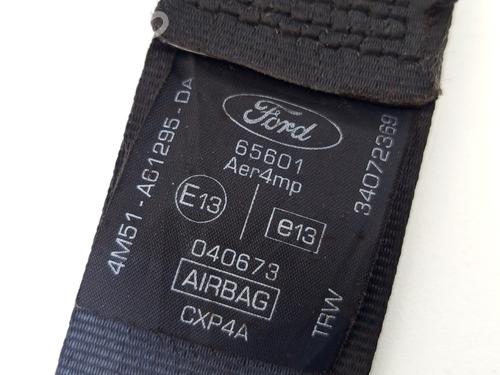 Ford
65601
Aer4mp
E13
e13
040673
AIRBAG
CXP4A
4M51-A61295-DA
34072369
TRW